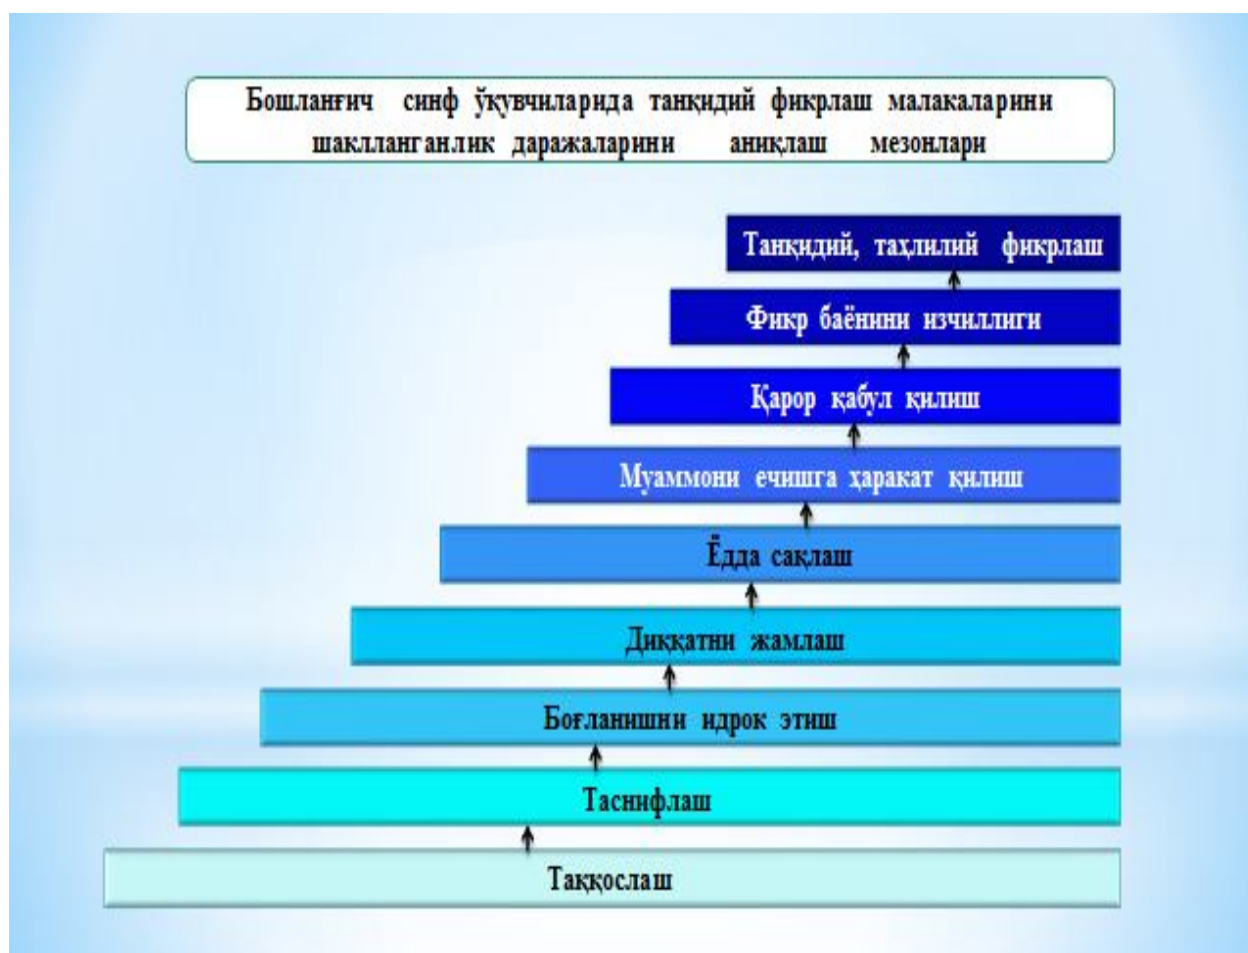 Бошланғич синф ўқувчиларида танқидий фикрлаш малакаларини
шаклланганлик даражаларини аниқлаш мезонлари
Танқидий, таҳлилий фикрлаш
Фикр баёнини изчиллиги
Қарор қабул қилиш
Муаммони ечишга ҳаракат қилиш
Ёдда сақлаш
Диққатни жамлаш
Боғланишни идрок этиш
Таснифлаш
Таққослаш